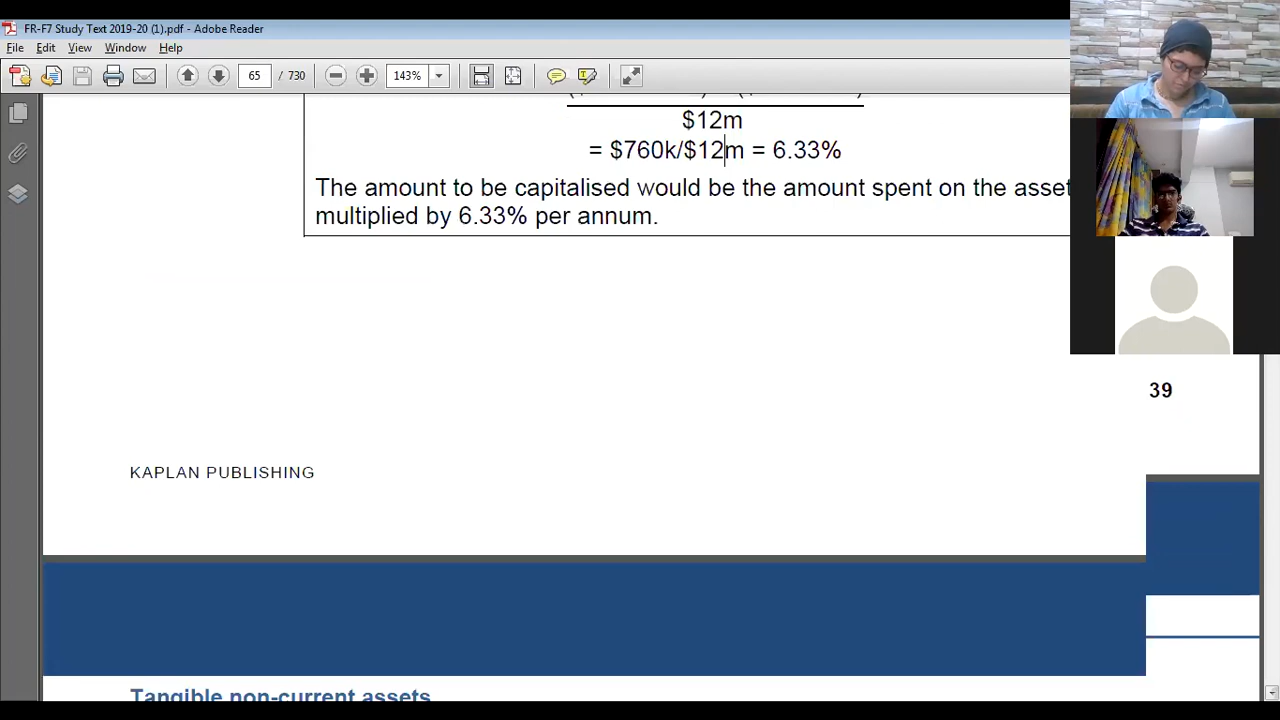 FR-F7 Study Text 2019-20 (1).pdf - Adobe Reader
File Edit View Window Help
65 / 730 143%
$12m
= $760k/$12m = 6.33%
The amount to be capitalised would be the amount spent on the asset
multiplied by 6.33% per annum.
39
KAPLAN PUBLISHING
Tangible non-current assets